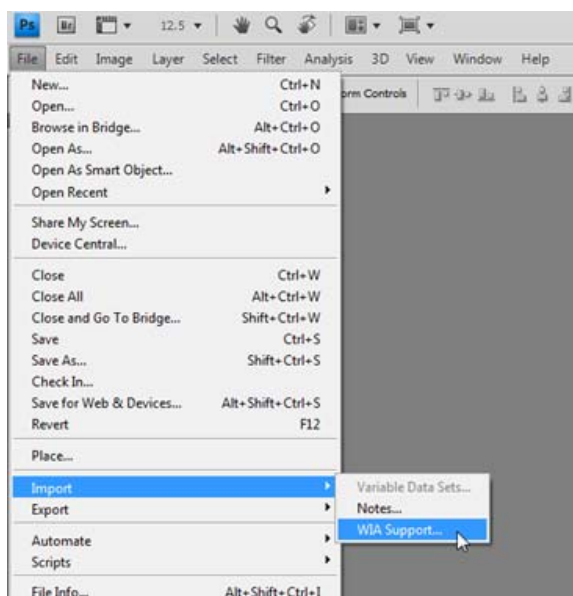 Ps Br 12.5
File Edit Image Layer Select Filter Analysis 3D View Window Help
New... Ctrl+N
orm Controls
Open... Ctrl+O
Browse in Bridge... Alt+Ctrl+O
Open As... Alt+Shift+Ctrl+O
Open As Smart Object...
Open Recent
Share My Screen...
Device Central...
Close Ctrl+W
Close All Alt+Ctrl+W
Close and Go To Bridge... Shift+Ctrl+W
Save Ctrl+S
Save As... Shift+Ctrl+S
Check In...
Save for Web & Devices... Alt+Shift+Ctrl+S
Revert F12
Place...
Import
Variable Data Sets...
Export
Notes...
WIA Support...
Automate
Scripts
File Info... Alt+Shift+Ctrl+I